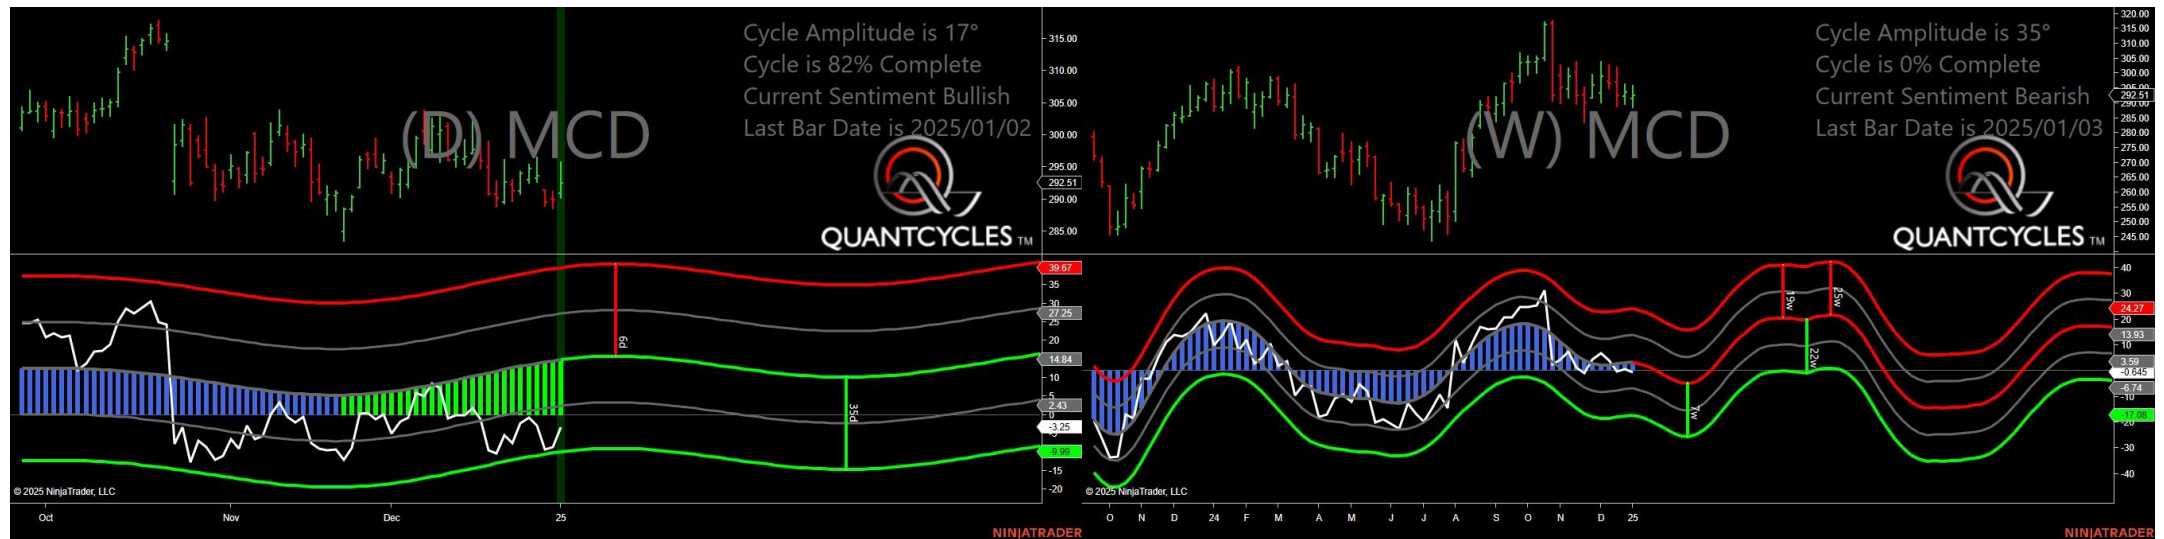 Cycle Amplitude is 17°
Cycle is 82% Complete
Current Sentiment Bullish
Last Bar Date is 2025/01/02
(D) MCD
QUANTCYCLES TM
315.00
310.00
305.00
300.00
295.00
292.51
290.00
285.00
39.67
35
30
27.25
25
20
14.84
10
5
2.43
0
-3.25
-9.99
-15
-20
6d
35d
© 2025 NinjaTrader, LLC
Oct
Nov
Dec
25
NINJATRADER
Cycle Amplitude is 35°
Cycle is 0% Complete
Current Sentiment Bearish
Last Bar Date is 2025/01/03
(W) MCD
QUANTCYCLES TM
320.00
315.00
310.00
305.00
300.00
295.00
292.51
290.00
285.00
280.00
275.00
270.00
265.00
260.00
255.00
250.00
245.00
40
30
24.27
20
13.93
10
3.59
-0.645
-6.74
-10
-17.08
-20
-30
-40
19w
25w
22w
7w
© 2025 NinjaTrader, LLC
O
N
D
24
F
M
A
M
J
J
A
S
O
N
D
25
NINJATRADER